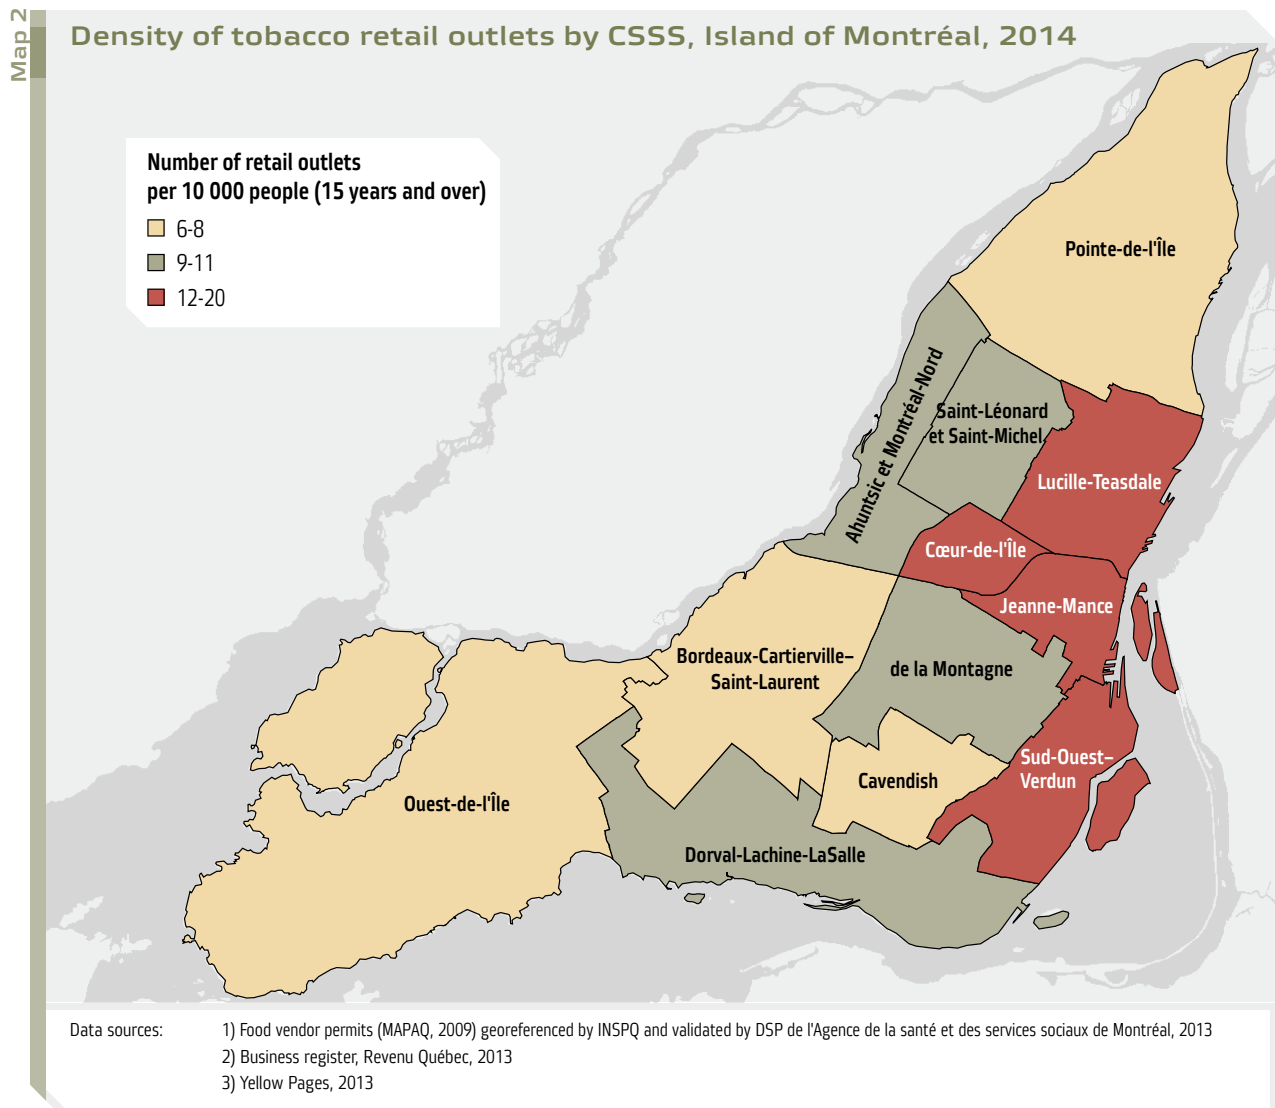 Map 2
Density of tobacco retail outlets by CSSS, Island of Montréal, 2014
Number of retail outlets
per 10 000 people (15 years and over)
6-8
9-11
12-20
Pointe-de-l'Île
Ahuntsic et Montréal-Nord
Saint-Léonard
et Saint-Michel
Lucille-Teasdale
Cœur-de-l'Île
Jeanne-Mance
Bordeaux-Cartierville–
Saint-Laurent
de la Montagne
Sud-Ouest–
Verdun
Cavendish
Ouest-de-l'Île
Dorval-Lachine-LaSalle
Data sources:
1) Food vendor permits (MAPAQ, 2009) georeferenced by INSPQ and validated by DSP de l'Agence de la santé et des services sociaux de Montréal, 2013
2) Business register, Revenu Québec, 2013
3) Yellow Pages, 2013